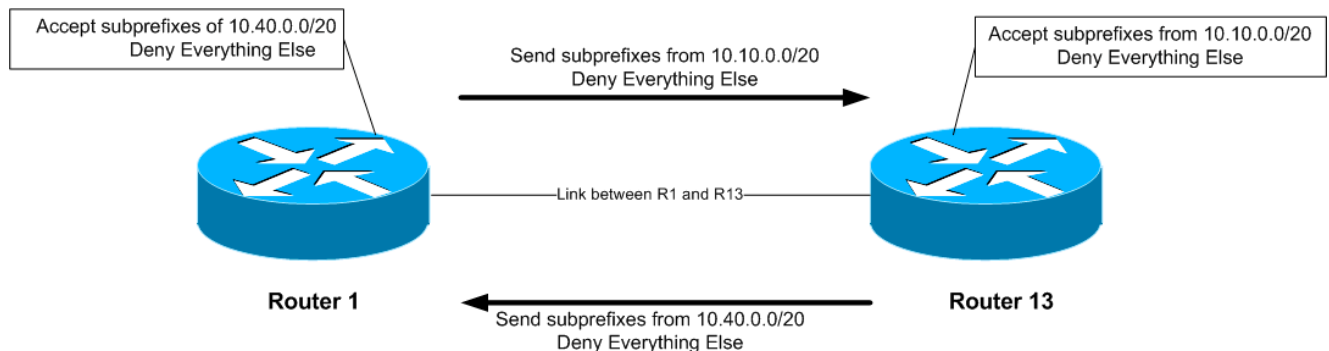 Accept subprefixes of 10.40.0.0/20
Deny Everything Else
Send subprefixes from 10.10.0.0/20
Deny Everything Else
Accept subprefixes from 10.10.0.0/20
Deny Everything Else
Link between R1 and R13
Router 1
Router 13
Send subprefixes from 10.40.0.0/20
Deny Everything Else